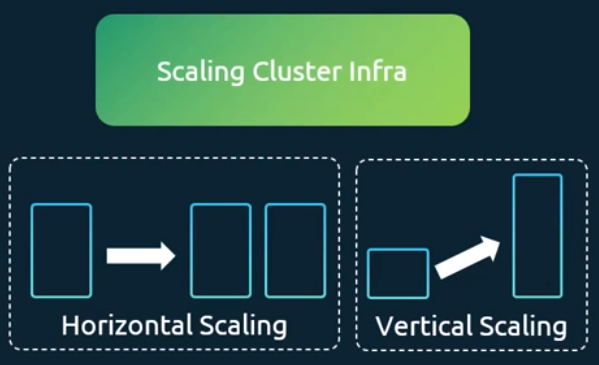 Scaling Cluster Infra
Horizontal Scaling
Vertical Scaling